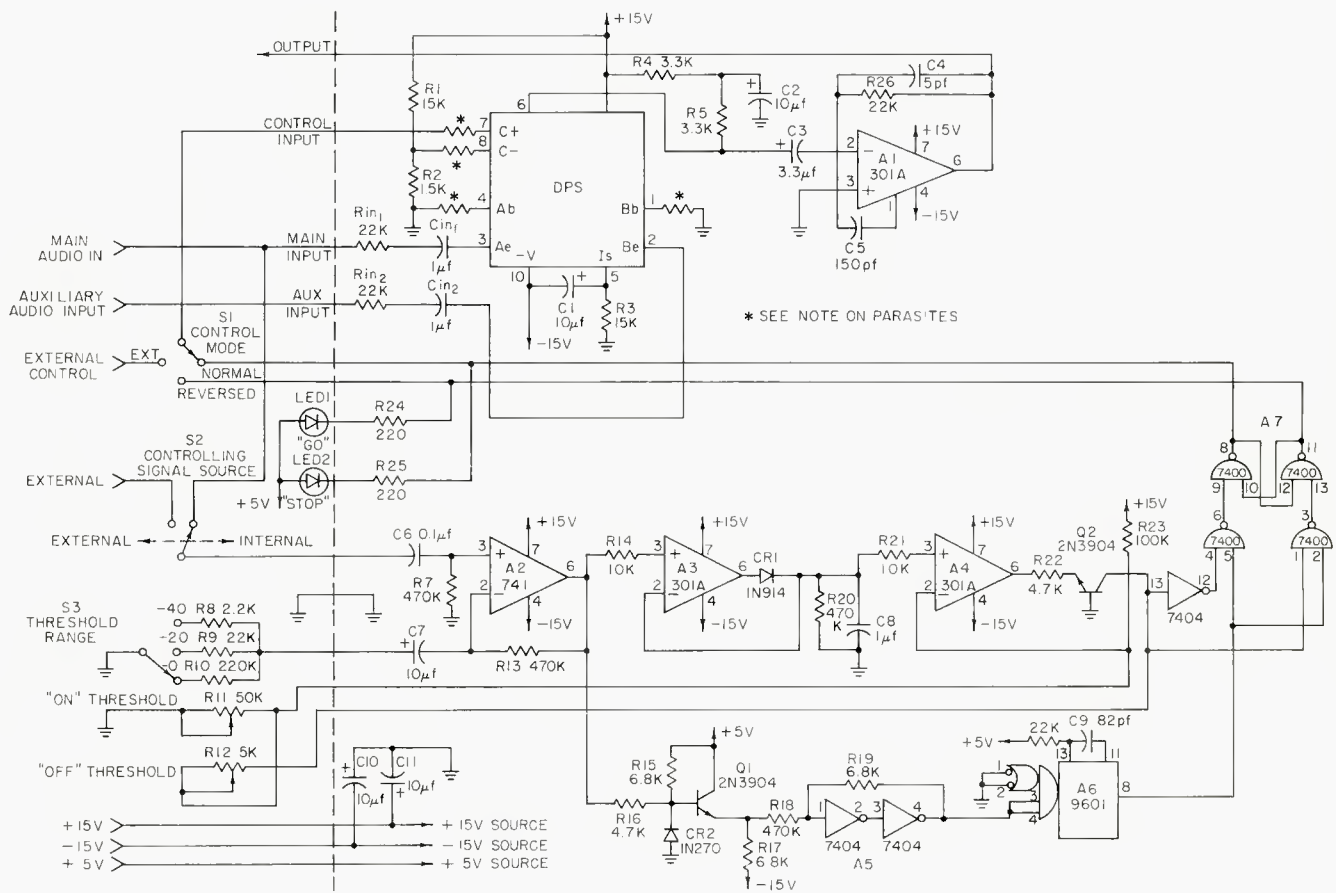 +15V
OUTPUT
R1
15K
R4 3.3K
C2
10µf
R5
3.3K
C4
5pf
R26
22K
+15V
CONTROL
INPUT
*
6
7
C+
8
C-
*
R2
1.5K
*
4
Ab
DPS
C3
3.3µf
2
-
A1
301A
7
6
3
+
4
1
-15V
C5
150pf
1
Bb
*
MAIN
AUDIO IN
MAIN
INPUT
Rin1
22K
Cin1
1µf
3
Ae
Be
2
-V
Is
10
5
AUXILIARY
AUDIO INPUT
AUX
INPUT
Rin2
22K
Cin2
1µf
C1
10µf
R3
15K
-15V
* SEE NOTE ON PARASITES
S1
CONTROL
MODE
EXTERNAL
CONTROL
EXT
NORMAL
REVERSED
LED1
"GO"
R24
220
LED2
"STOP"
R25
220
+5V
S2
CONTROLLING
SIGNAL SOURCE
EXTERNAL
EXTERNAL
INTERNAL
A7
8
11
7400
7400
9
10
12
13
6
3
7400
7400
4
5
1
2
C6 0.1µf
R7
470K
3
+
A2
741
2
-
7
6
4
+15V
-15V
R14
10K
3
+
A3
301A
2
-
7
6
4
+15V
-15V
CR1
1N914
R20
470
K
C8
1µf
R21
10K
3
+
A4
301A
2
-
7
6
4
+15V
-15V
R22
4.7K
Q2
2N3904
+15V
R23
100K
13
12
7404
S3
THRESHOLD
RANGE
-40
R8 2.2K
-20
R9 22K
-0
R10 220K
C7
10µf
R13 470K
"ON" THRESHOLD
R11 50K
R12 5K
"OFF" THRESHOLD
C10
10µf
C11
10µf
+15V
+15V SOURCE
-15V
-15V SOURCE
+5V
+5V SOURCE
R15
6.8K
+5V
Q1
2N3904
R16
4.7K
CR2
1N270
R18
470K
R17
6.8K
-15V
R19
6.8K
1
2
3
4
7404
7404
A5
+5V
22K
C9 82pf
13
11
1
2
3
4
A6
9601
8